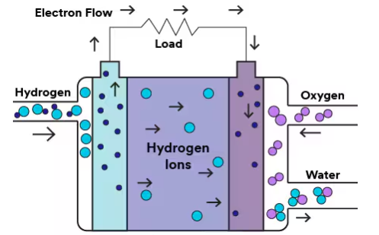 Electron Flow
Load
Hydrogen
Oxygen
Hydrogen
Ions
Water